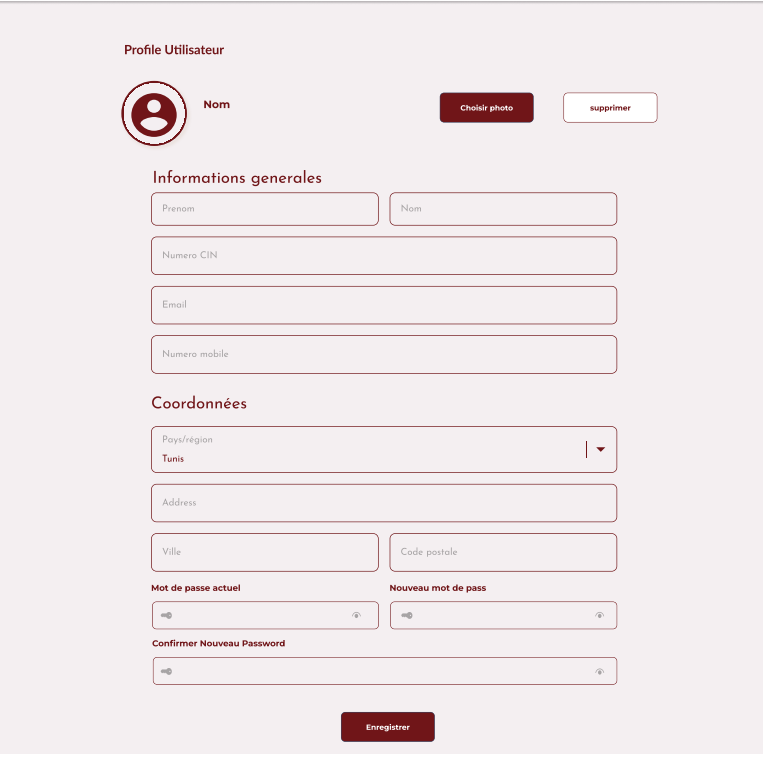 Profile Utilisateur
Nom
Choisir photo
supprimer
Informations generales
Prenom
Nom
Numero CIN
Email
Numero mobile
Coordonnées
Pays/région
Tunis
Address
Ville
Code postale
Mot de passe actuel
Nouveau mot de pass
Confirmer Nouveau Password
Enregistrer